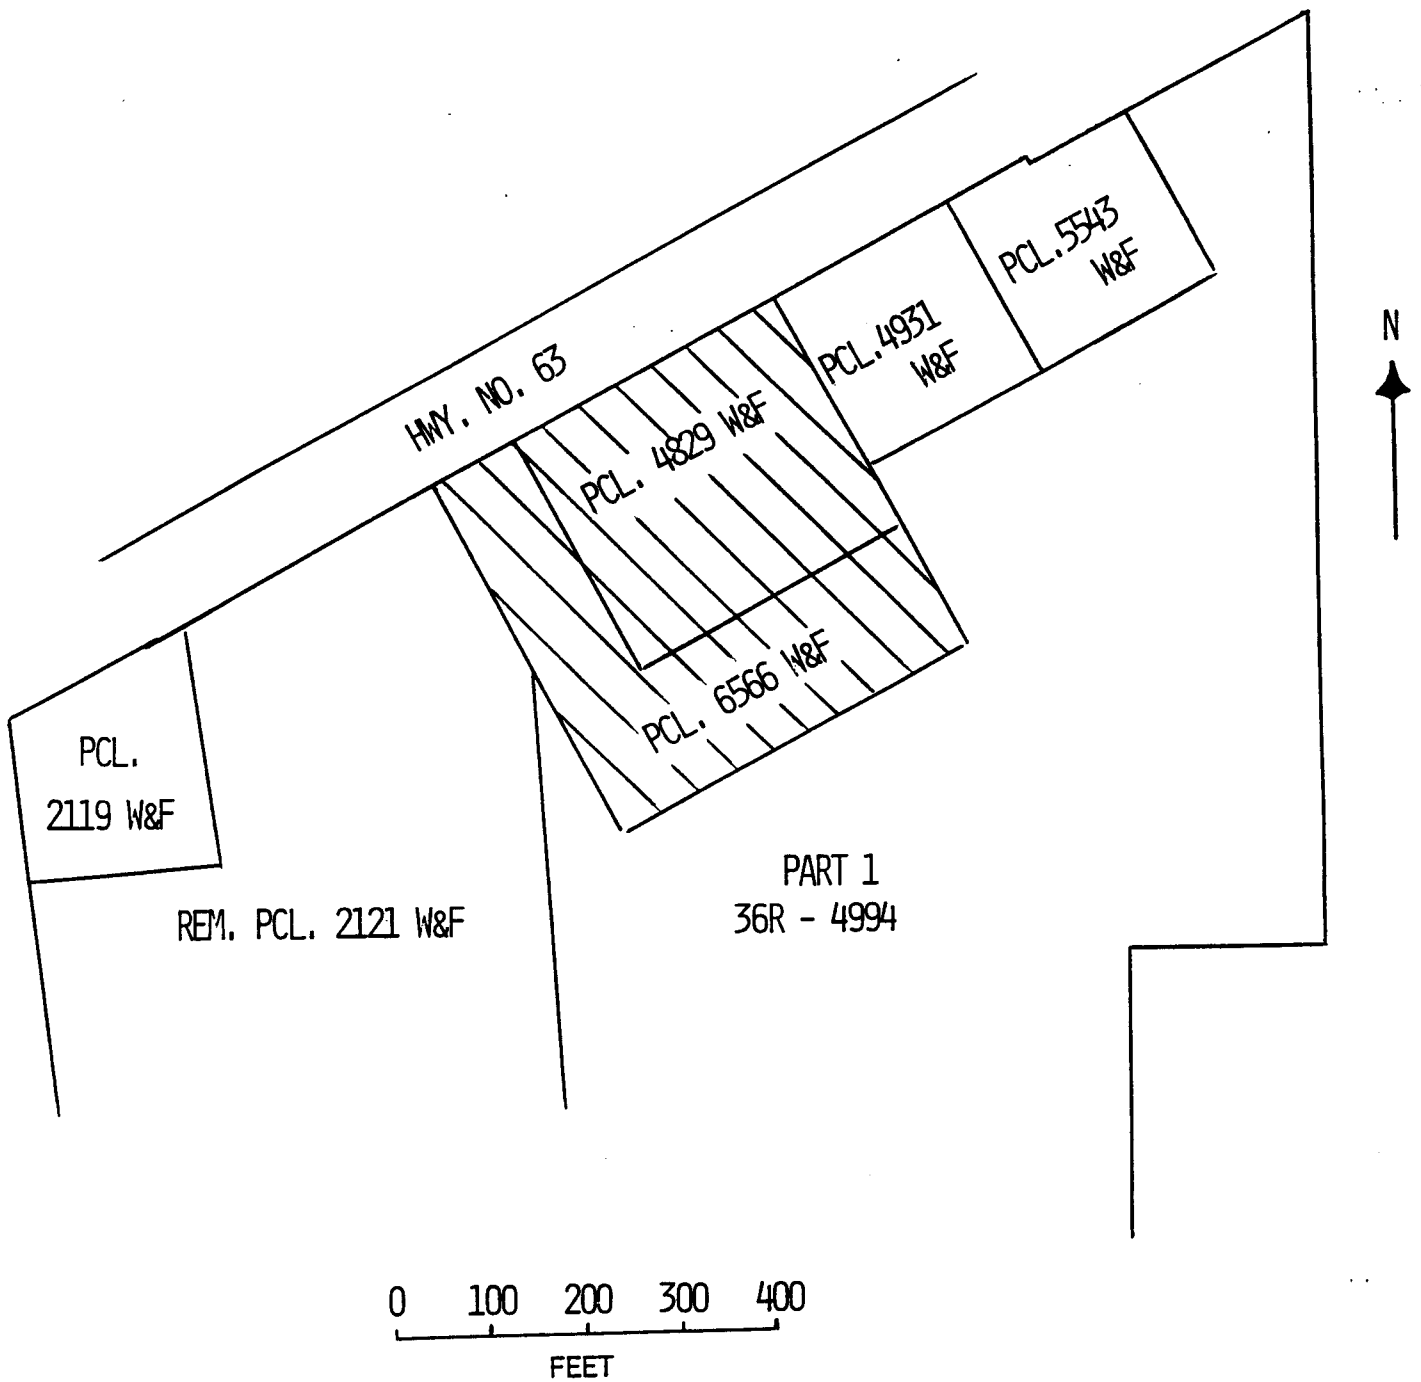 HWY. NO. 63
PCL. 5543
W&F
PCL. 4931
W&F
N
PCL. 4829 W&F
PCL. 6566 W&F
PCL.
2119 W&F
REM. PCL. 2121 W&F
PART 1
36R - 4994
0 100 200 300 400
FEET